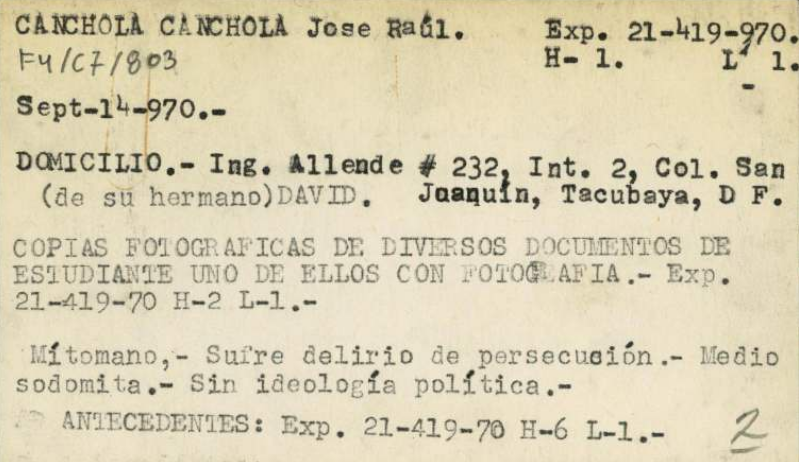 CANCHOLA CANCHOLA Jose Raúl. Exp. 21-419-970.
F4/C7/803 H- 1. L 1.
Sept-14-970.-
DOMICILIO.- Ing. Allende # 232, Int. 2, Col. San
(de su hermano)DAVID. Joaquín, Tacubaya, D F.
COPIAS FOTOGRAFICAS DE DIVERSOS DOCUMENTOS DE
ESTUDIANTE UNO DE ELLOS CON FOTOGRAFIA.- Exp.
21-419-70 H-2 L-1.-
Mítomano,- Sufre delirio de persecusión.- Medio
sodomita.- Sin ideología política.-
ANTECEDENTES: Exp. 21-419-70 H-6 L-1.-
2